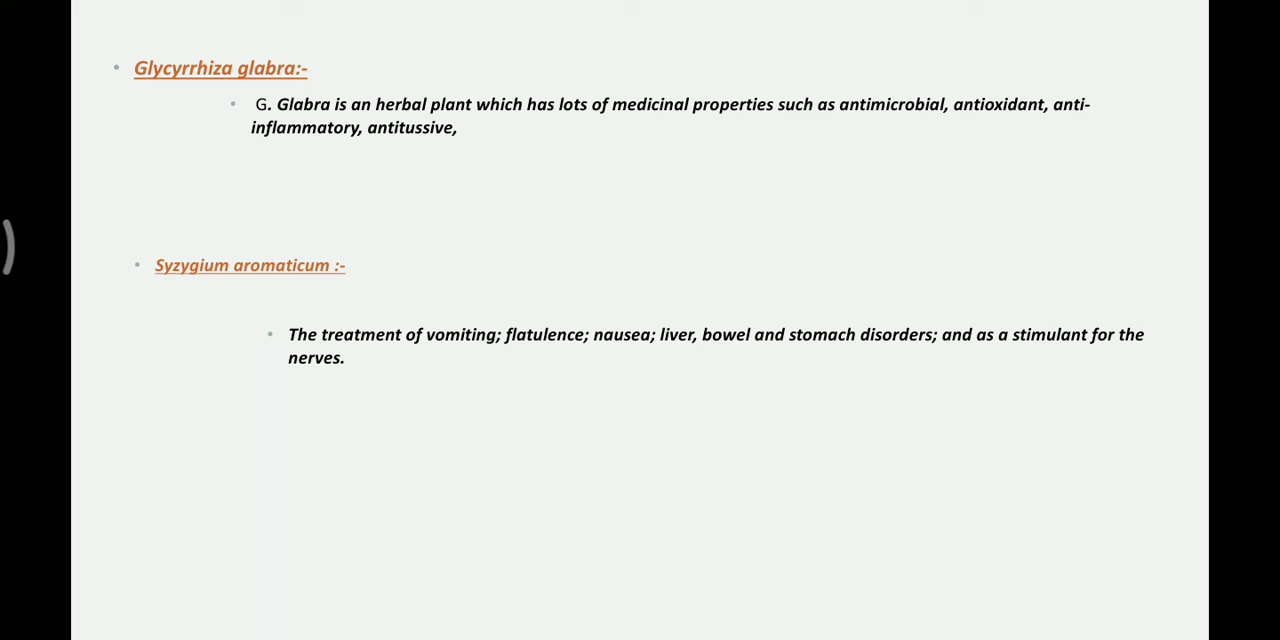 Glycyrrhiza glabra:-
G. Glabra is an herbal plant which has lots of medicinal properties such as antimicrobial, antioxidant, anti-
inflammatory, antitussive,
Syzygium aromaticum :-
The treatment of vomiting; flatulence; nausea; liver, bowel and stomach disorders; and as a stimulant for the
nerves.